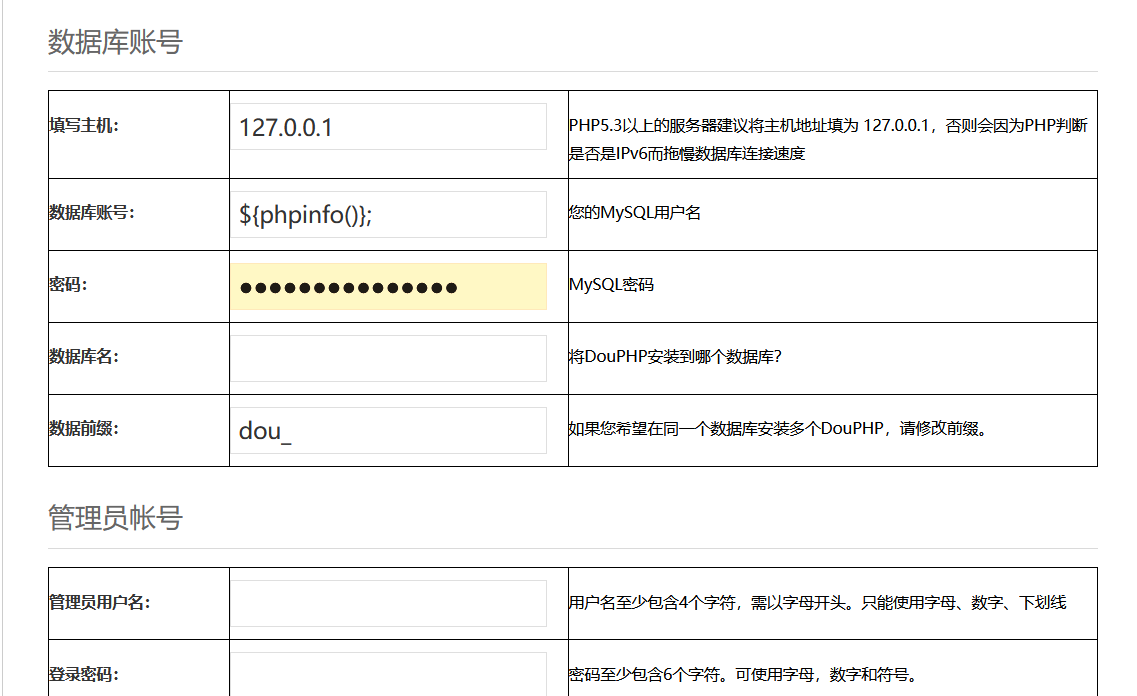 数据库账号
填写主机：
127.0.0.1
PHP5.3以上的服务器建议将主机地址填为 127.0.0.1，否则会因为PHP判断
是否是IPv6而拖慢数据库连接速度
数据库账号：
${phpinfo()};
您的MySQL用户名
密码：
●●●●●●●●●●●●●●●
MySQL密码
数据库名：
将DouPHP安装到哪个数据库？
数据前缀：
dou_
如果您希望在同一个数据库安装多个DouPHP，请修改前缀。
管理员帐号
管理员用户名：
用户名至少包含4个字符，需以字母开头。只能使用字母、数字、下划线
登录密码：
密码至少包含6个字符。可使用字母，数字和符号。